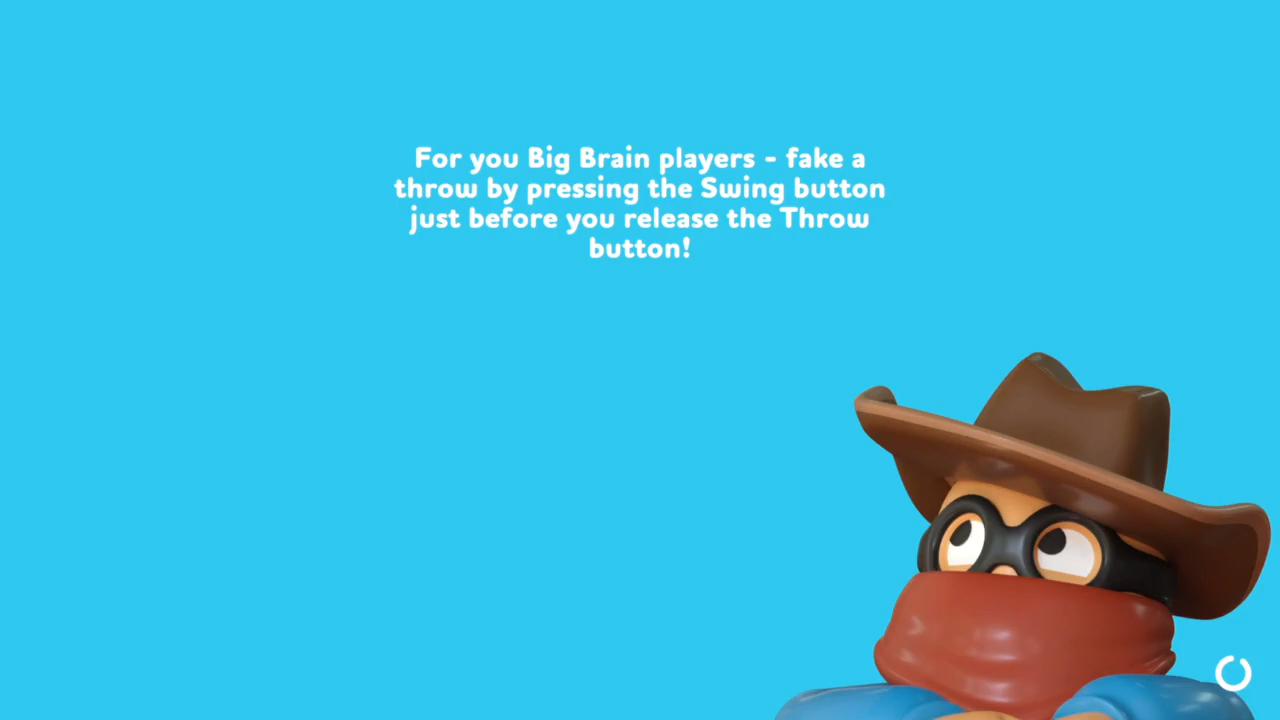 For you Big Brain players - fake a
throw by pressing the Swing button
just before you release the Throw
button!